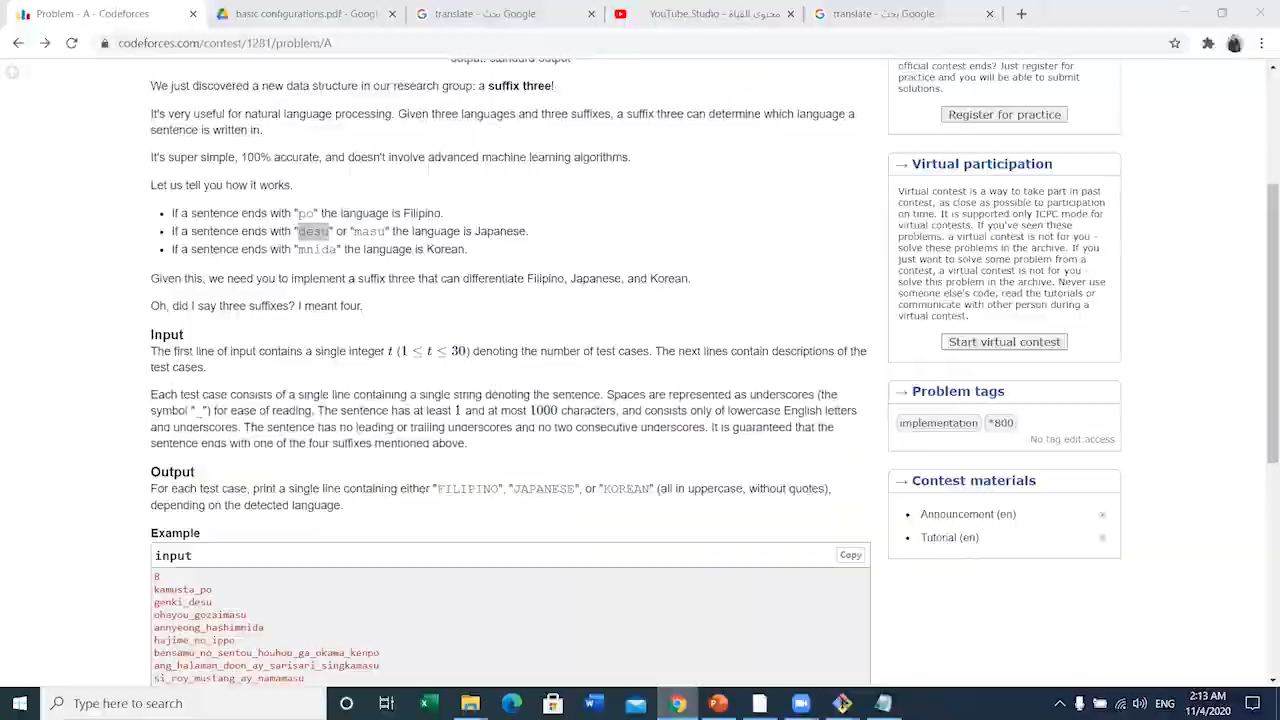 Problem - A - Codeforces
basic configurations.pdf - Googl
translate - بحث Google
YouTube Studio - محتوى القناة
translate - بحث Google
codeforces.com/contest/1281/problem/A
output: standard output
We just discovered a new data structure in our research group: a suffix three!
It's very useful for natural language processing. Given three languages and three suffixes, a suffix three can determine which language a
sentence is written in.
It's super simple, 100% accurate, and doesn't involve advanced machine learning algorithms.
Let us tell you how it works.
• If a sentence ends with "po" the language is Filipino.
• If a sentence ends with "desu" or "masu" the language is Japanese.
• If a sentence ends with "mnida" the language is Korean.
Given this, we need you to implement a suffix three that can differentiate Filipino, Japanese, and Korean.
Oh, did I say three suffixes? I meant four.
Input
The first line of input contains a single integer t (1 ≤ t ≤ 30) denoting the number of test cases. The next lines contain descriptions of the
test cases.
Each test case consists of a single line containing a single string denoting the sentence. Spaces are represented as underscores (the
symbol "_") for ease of reading. The sentence has at least 1 and at most 1000 characters, and consists only of lowercase English letters
and underscores. The sentence has no leading or trailing underscores and no two consecutive underscores. It is guaranteed that the
sentence ends with one of the four suffixes mentioned above.
Output
For each test case, print a single line containing either "FILIPINO", "JAPANESE", or "KOREAN" (all in uppercase, without quotes),
depending on the detected language.
Example
input
Copy
8
kamusta_po
genki_desu
ohayou_gozaimasu
annyeong_hashimnida
hajime_no_ippo
bensamu_no_sentou_houhou_ga_okama_kenpo
ang_halaman_doon_ay_sarisari_singkamasu
si_roy_mustang_ay_namamasu
official contest ends? Just register for
practice and you will be able to submit
solutions.
Register for practice
→ Virtual participation
Virtual contest is a way to take part in past
contest, as close as possible to participation
on time. It is supported only ICPC mode for
virtual contests. If you've seen these
problems, a virtual contest is not for you -
solve these problems in the archive. If you
just want to solve some problem from a
contest, a virtual contest is not for you -
solve this problem in the archive. Never use
someone else's code, read the tutorials or
communicate with other person during a
virtual contest.
Start virtual contest
→ Problem tags
implementation *800
No tag edit access
→ Contest materials
• Announcement (en)
• Tutorial (en)
Type here to search
ENG
2:13 AM
11/4/2020